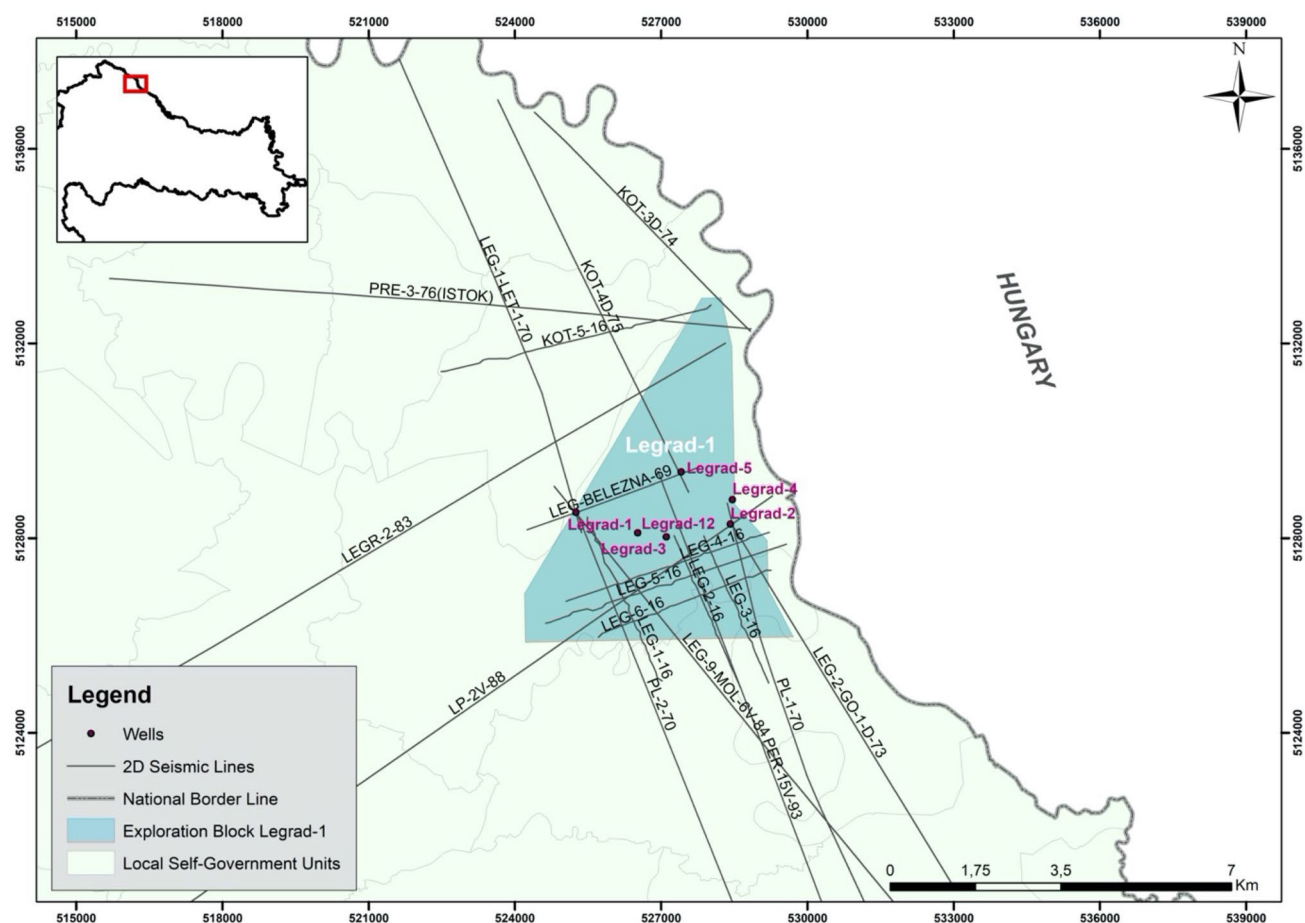 515000 518000 521000 524000 527000 530000 533000 536000 539000
N
5136000
5136000
KOT-3D-74
LEG-1-LET-1-70
KOT-4D-75
HUNGARY
PRE-3-76(ISTOK)
KOT-5-16
5132000
5132000
Legrad-1
LEG-BELEZNA-69
Legrad-5
Legrad-4
Legrad-1
Legrad-12
Legrad-2
5128000
5128000
LEGR-2-83
Legrad-3
LEG-4-16
LEG-5-16
LEG-2-16
LEG-3-16
LEG-6-16
LEG-1-16
LEG-9-MOL-6V-84
LEG-2-GO-1-D-73
LP-2V-88
PL-2-70
PL-1-70
PER-15V-93
5124000
5124000
Legend
Wells
2D Seismic Lines
National Border Line
Exploration Block Legrad-1
Local Self-Government Units
0 1,75 3,5 7
Km
515000 518000 521000 524000 527000 530000 533000 536000 539000